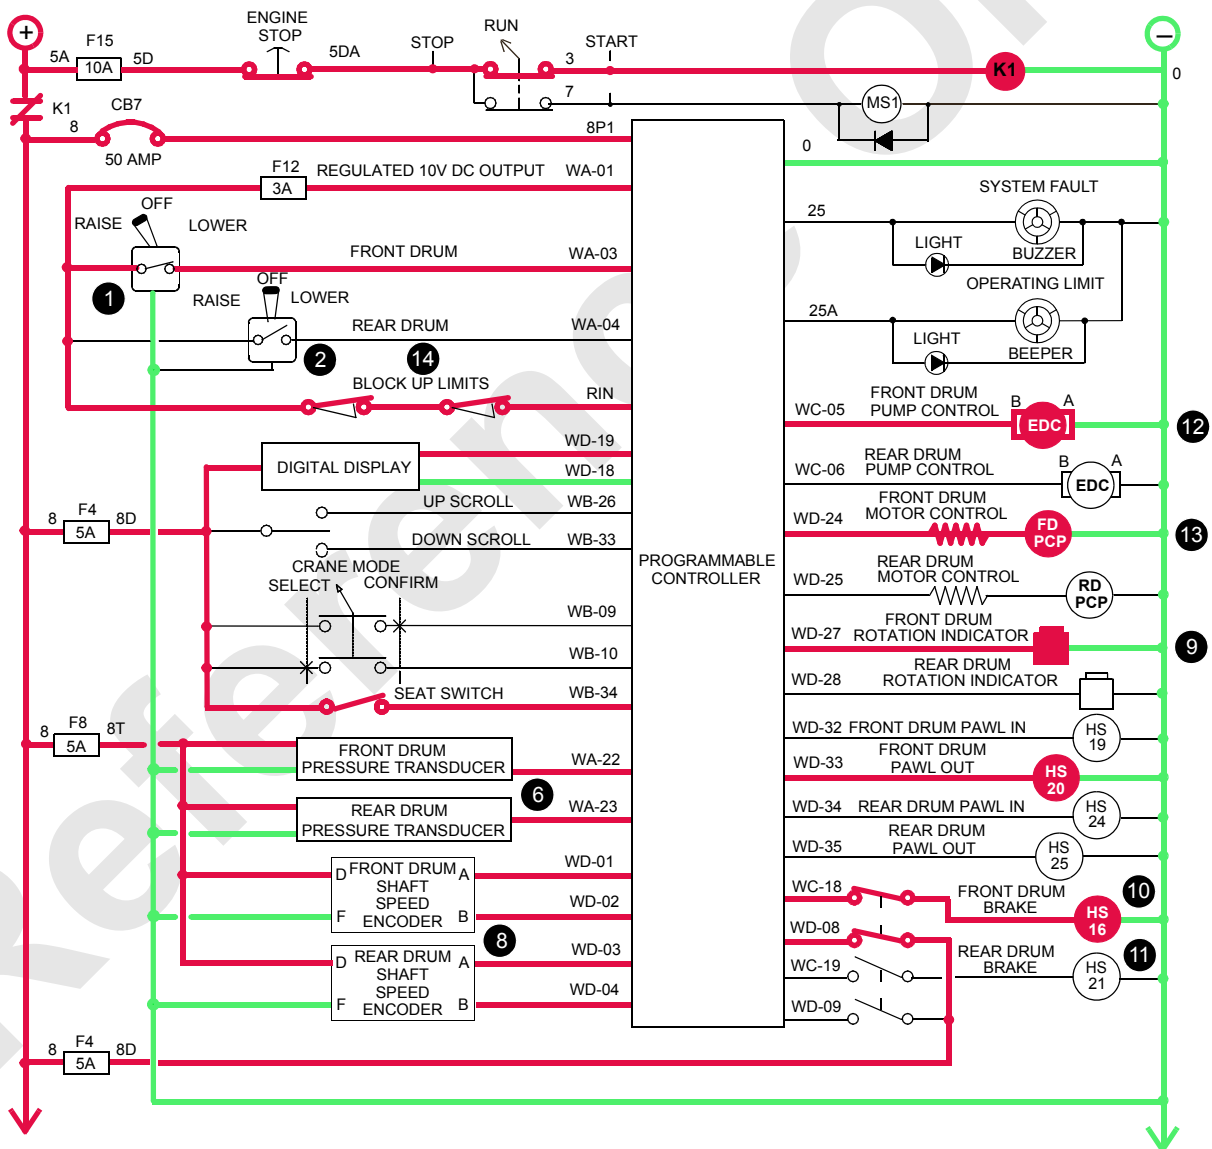 +
ENGINE
STOP
F15
5A
10A
5D
5DA
STOP
RUN
3
START
K1
−
0
7
MS1
K1
8
CB7
50 AMP
8P1
0
F12
3A
REGULATED 10V DC OUTPUT
WA-01
OFF
RAISE
LOWER
FRONT DRUM
WA-03
1
OFF
RAISE
LOWER
REAR DRUM
WA-04
2
14
BLOCK UP LIMITS
RIN
DIGITAL DISPLAY
WD-19
WD-18
UP SCROLL
WB-26
DOWN SCROLL
WB-33
8
F4
5A
8D
CRANE MODE
SELECT
CONFIRM
WB-09
WB-10
SEAT SWITCH
WB-34
8
F8
5A
8T
FRONT DRUM
PRESSURE TRANSDUCER
WA-22
6
REAR DRUM
PRESSURE TRANSDUCER
WA-23
D
FRONT DRUM
SHAFT
SPEED
ENCODER
A
F
B
WD-01
WD-02
8
D
REAR DRUM
SHAFT
SPEED
ENCODER
A
F
B
WD-03
WD-04
8
F4
5A
8D
PROGRAMMABLE
CONTROLLER
25
SYSTEM FAULT
LIGHT
BUZZER
25A
OPERATING LIMIT
LIGHT
BEEPER
WC-05
FRONT DRUM
PUMP CONTROL
B
A
EDC
12
WC-06
REAR DRUM
PUMP CONTROL
B
A
EDC
WD-24
FRONT DRUM
MOTOR CONTROL
FD
PCP
13
WD-25
REAR DRUM
MOTOR CONTROL
RD
PCP
WD-27
FRONT DRUM
ROTATION INDICATOR
9
WD-28
REAR DRUM
ROTATION INDICATOR
WD-32
FRONT DRUM PAWL IN
HS
19
WD-33
FRONT DRUM
PAWL OUT
HS
20
WD-34
REAR DRUM PAWL IN
HS
24
WD-35
REAR DRUM
PAWL OUT
HS
25
WC-18
FRONT DRUM
BRAKE
HS
16
10
WD-08
WC-19
REAR DRUM
BRAKE
HS
21
11
WD-09
Reference O